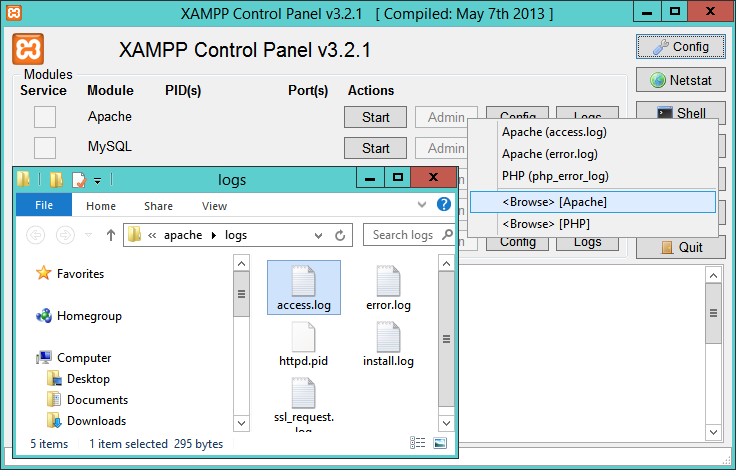 XAMPP Control Panel v3.2.1 [ Compiled: May 7th 2013 ]
XAMPP Control Panel v3.2.1
Config
Modules
Service Module PID(s) Port(s) Actions
Netstat
Apache Start Admin Config Logs
Shell
MySQL Start
Apache (access.log)
Apache (error.log)
PHP (php_error_log)
<Browse> [Apache]
<Browse> [PHP]
Config Logs
Quit
logs
File Home Share View
« apache logs
Search logs
Favorites
Homegroup
Computer
Desktop
Documents
Downloads
access.log error.log
httpd.pid install.log
ssl_request.
5 items 1 item selected 295 bytes